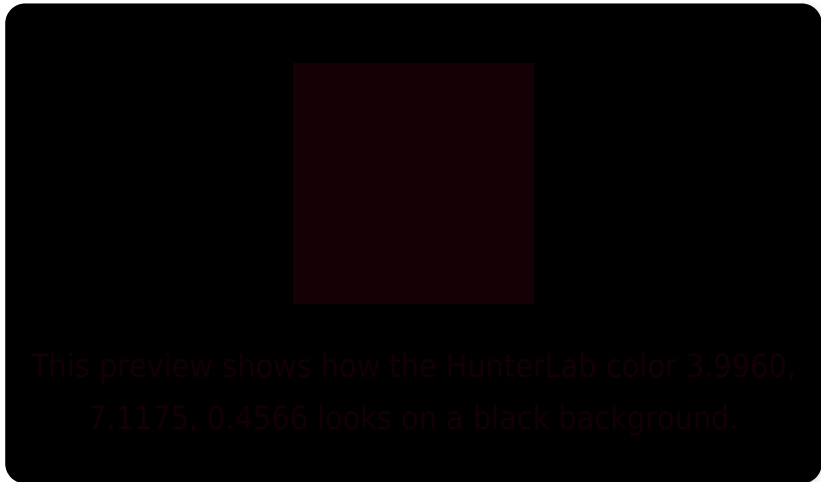 This preview shows how the HunterLab color 3.9960,
7.1175, 0.4566 looks on a black background.